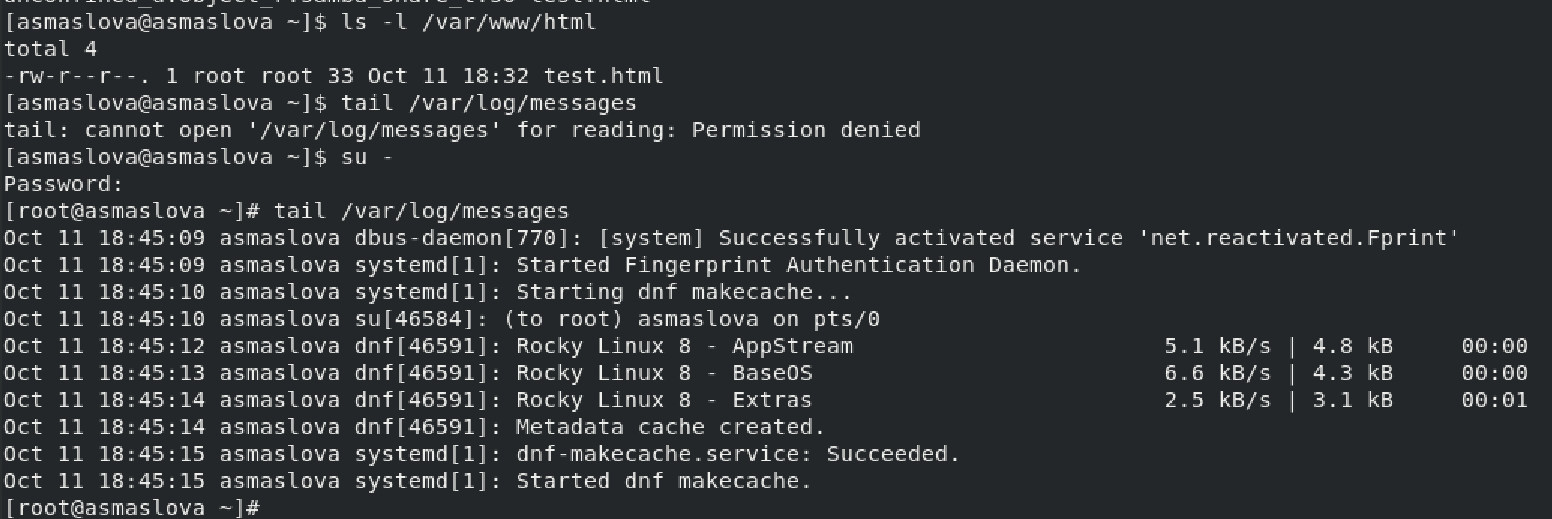 unconfined_u:object_r:samba_share_t:s0 test.html
[asmaslova@asmaslova ~]$ ls -l /var/www/html
total 4
-rw-r--r--. 1 root root 33 Oct 11 18:32 test.html
[asmaslova@asmaslova ~]$ tail /var/log/messages
tail: cannot open '/var/log/messages' for reading: Permission denied
[asmaslova@asmaslova ~]$ su -
Password:
[root@asmaslova ~]# tail /var/log/messages
Oct 11 18:45:09 asmaslova dbus-daemon[770]: [system] Successfully activated service 'net.reactivated.Fprint'
Oct 11 18:45:09 asmaslova systemd[1]: Started Fingerprint Authentication Daemon.
Oct 11 18:45:10 asmaslova systemd[1]: Starting dnf makecache...
Oct 11 18:45:10 asmaslova su[46584]: (to root) asmaslova on pts/0
Oct 11 18:45:12 asmaslova dnf[46591]: Rocky Linux 8 - AppStream                       5.1 kB/s | 4.8 kB     00:00
Oct 11 18:45:13 asmaslova dnf[46591]: Rocky Linux 8 - BaseOS                          6.6 kB/s | 4.3 kB     00:00
Oct 11 18:45:14 asmaslova dnf[46591]: Rocky Linux 8 - Extras                          2.5 kB/s | 3.1 kB     00:01
Oct 11 18:45:14 asmaslova dnf[46591]: Metadata cache created.
Oct 11 18:45:15 asmaslova systemd[1]: dnf-makecache.service: Succeeded.
Oct 11 18:45:15 asmaslova systemd[1]: Started dnf makecache.
[root@asmaslova ~]#